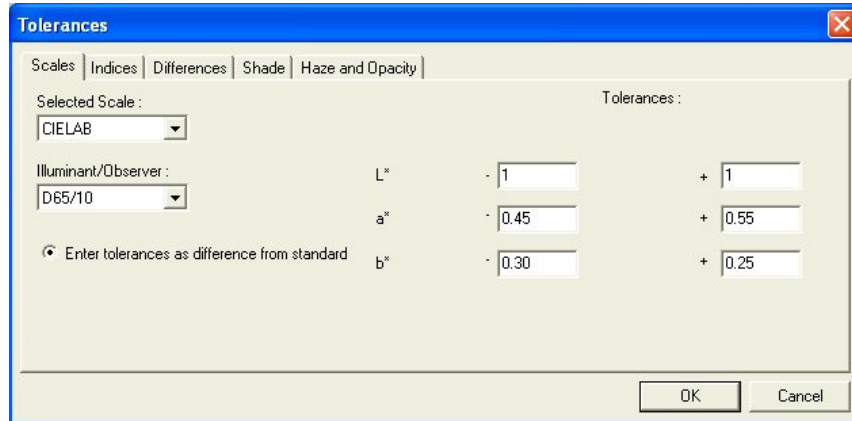 Tolerances
Scales Indices Differences Shade Haze and Opacity
Selected Scale : Tolerances :
CIELAB
Illuminant/Observer :
D65/10
L* - 1 + 1
a* - 0.45 + 0.55
Enter tolerances as difference from standard
b* - 0.30 + 0.25
OK Cancel